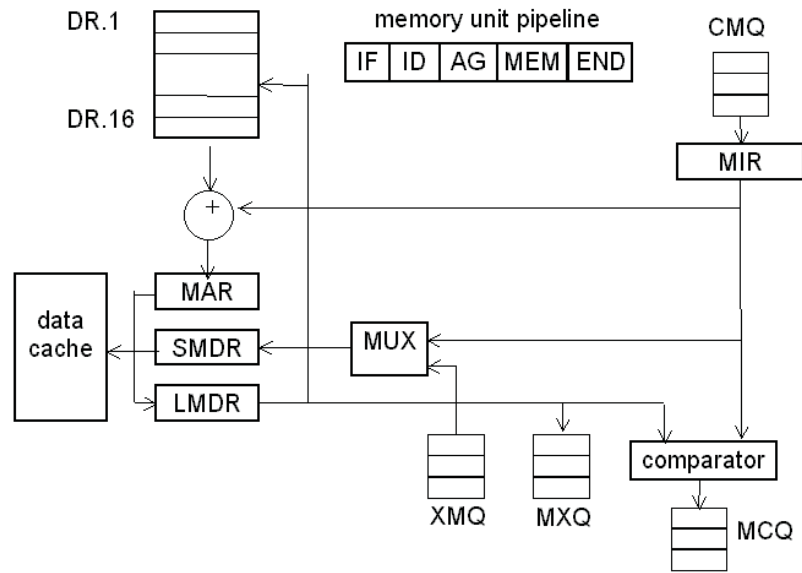 DR.1
memory unit pipeline
CMQ
IF ID AG MEM END
DR.16
MIR
+
MAR
data
cache
SMDR
MUX
LMDR
comparator
XMQ
MXQ
MCQ